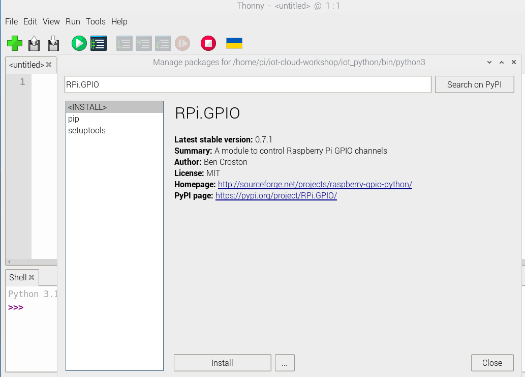 Thonny - <untitled> @ 1 : 1
File Edit View Run Tools Help
<untitled>
Manage packages for /home/pi/iot-cloud-workshop/iot_python/bin/python3
1
RPi.GPIO
Search on PyPI
<INSTALL>
pip
setuptools
RPi.GPIO
Latest stable version: 0.7.1
Summary: A module to control Raspberry Pi GPIO channels
Author: Ben Croston
License: MIT
Homepage: http://sourceforge.net/projects/raspberry-gpio-python/
PyPI page: https://pypi.org/project/RPi.GPIO/
Shell
Python 3.1
>>>
Install
...
Close